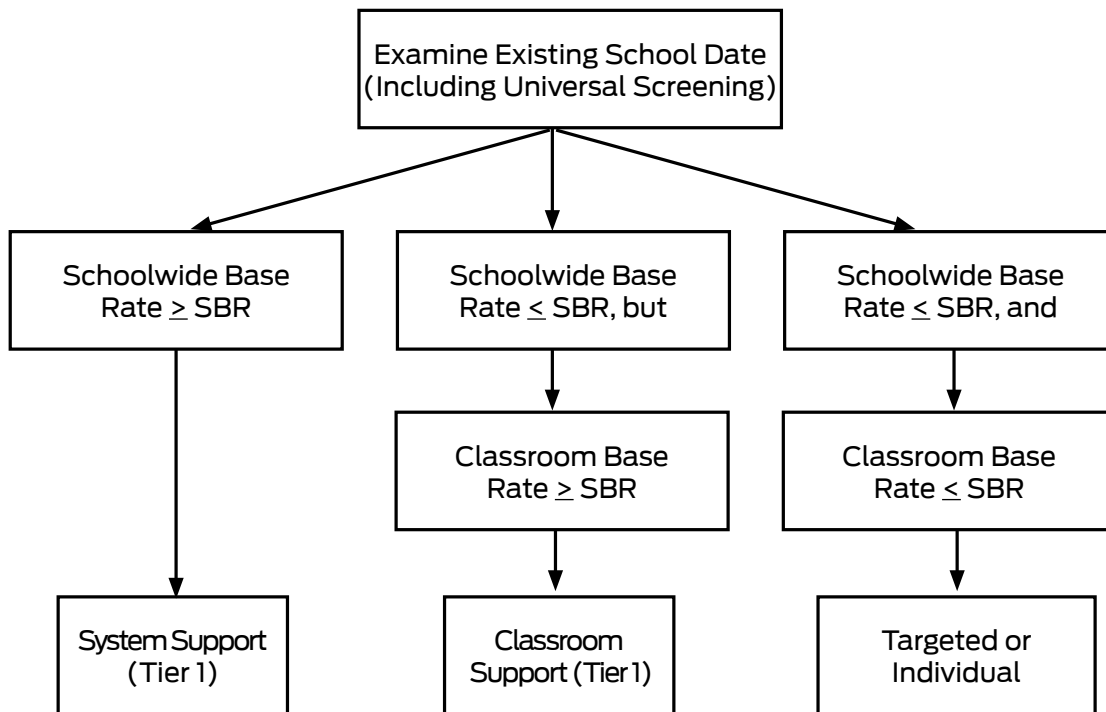 Examine Existing School Date
(Including Universal Screening)
Schoolwide Base
Rate ≥ SBR
Schoolwide Base
Rate ≤ SBR, but
Schoolwide Base
Rate ≤ SBR, and
Classroom Base
Rate ≥ SBR
Classroom Base
Rate ≤ SBR
System Support
(Tier 1)
Classroom
Support (Tier 1)
Targeted or
Individual